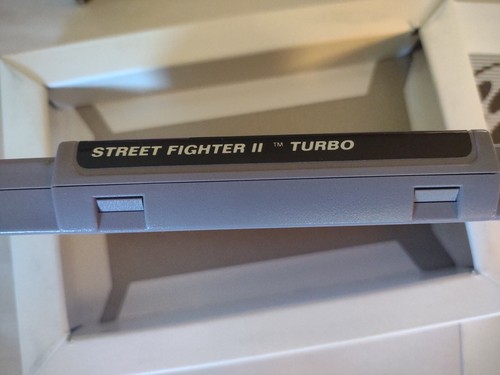 STREET FIGHTER II ™ TURBO